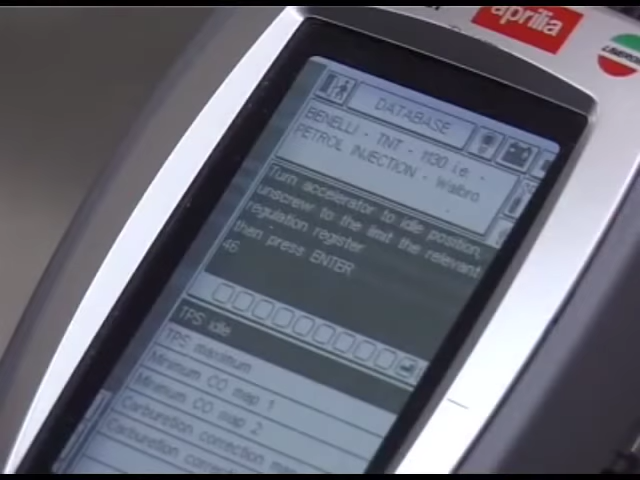 aprilia
DATABASE
BENELLI - TNT - 1130 i.e. -
PETROL INJECTION - Walbro
Turn accelerator to idle position,
unscrew to the limit the relevant
regulation register
then press ENTER
46
TPS idle
TPS maximum
Minimum CO map 1
Minimum CO map 2
Carburetion correction
Carburetion